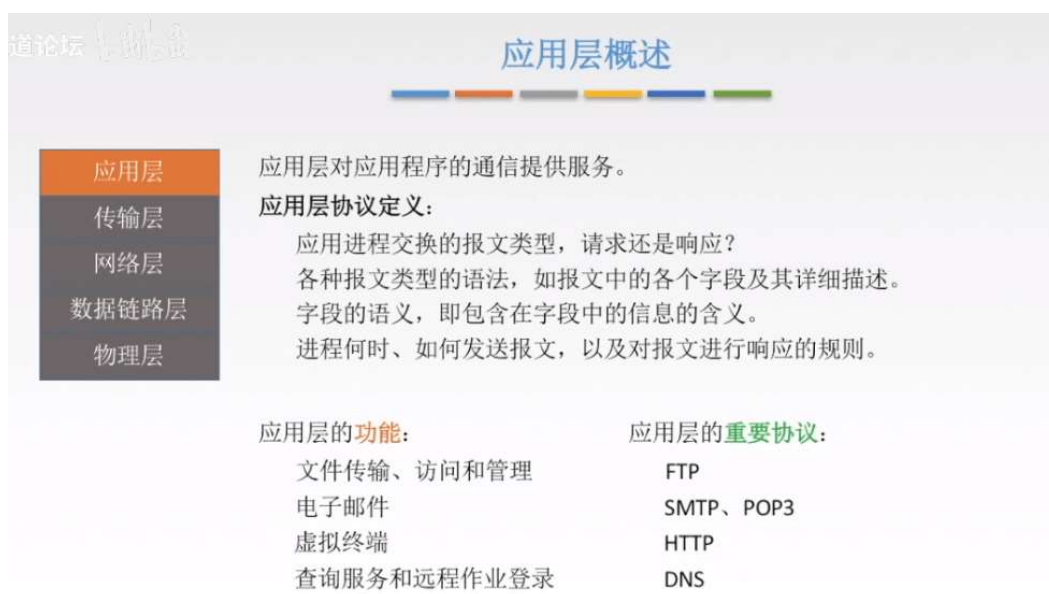 道论坛
应用层概述
应用层
传输层
网络层
数据链路层
物理层
应用层对应用程序的通信提供服务。
应用层协议定义：
应用进程交换的报文类型，请求还是响应？
各种报文类型的语法，如报文中的各个字段及其详细描述。
字段的语义，即包含在字段中的信息的含义。
进程何时、如何发送报文，以及对报文进行响应的规则。
应用层的功能：
文件传输、访问和管理
电子邮件
虚拟终端
查询服务和远程作业登录
应用层的重要协议：
FTP
SMTP、POP3
HTTP
DNS